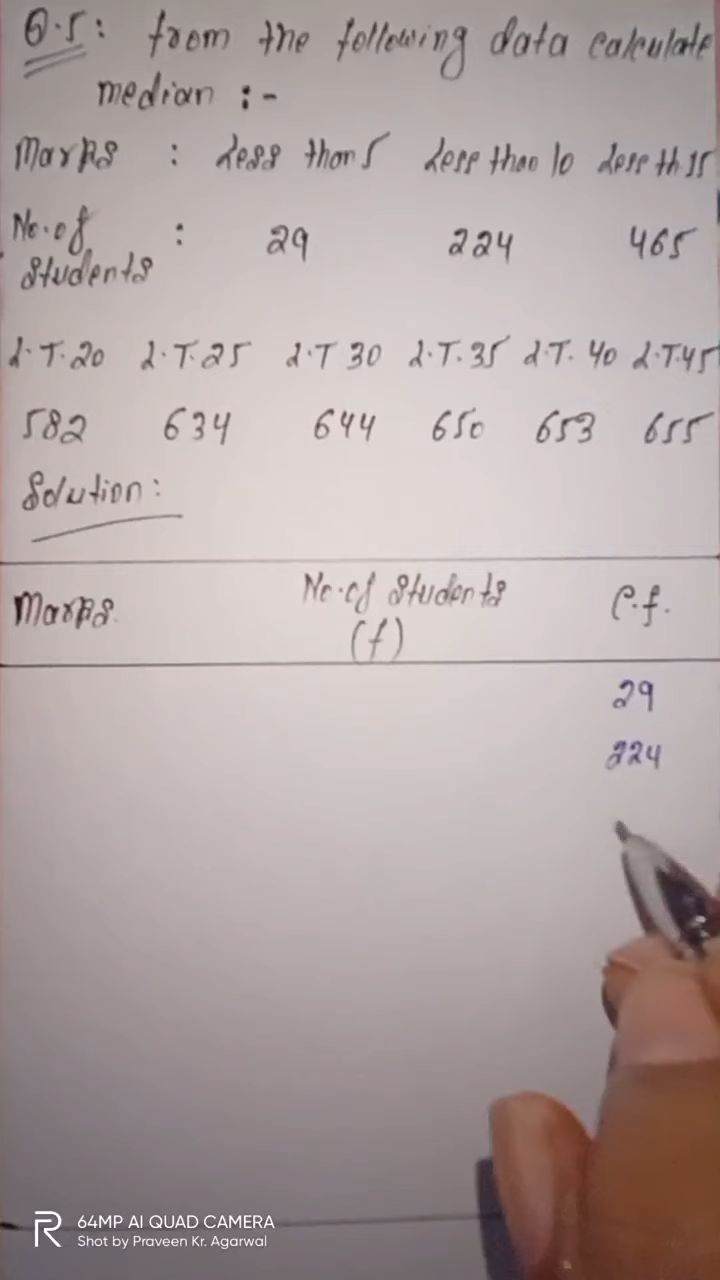 Q.5: from the following data calculate
median :-
Marks : Less than 5 Less than 10 Less th 15
No. of : 29 224 465
Students
L.T.20 L.T.25 L.T 30 L.T.35 L.T. 40 L.T.45
582 634 644 650 653 655
Solution:
Marks. No. of Students C.f.
(f)
29
224
64MP AI QUAD CAMERA
Shot by Praveen Kr. Agarwal